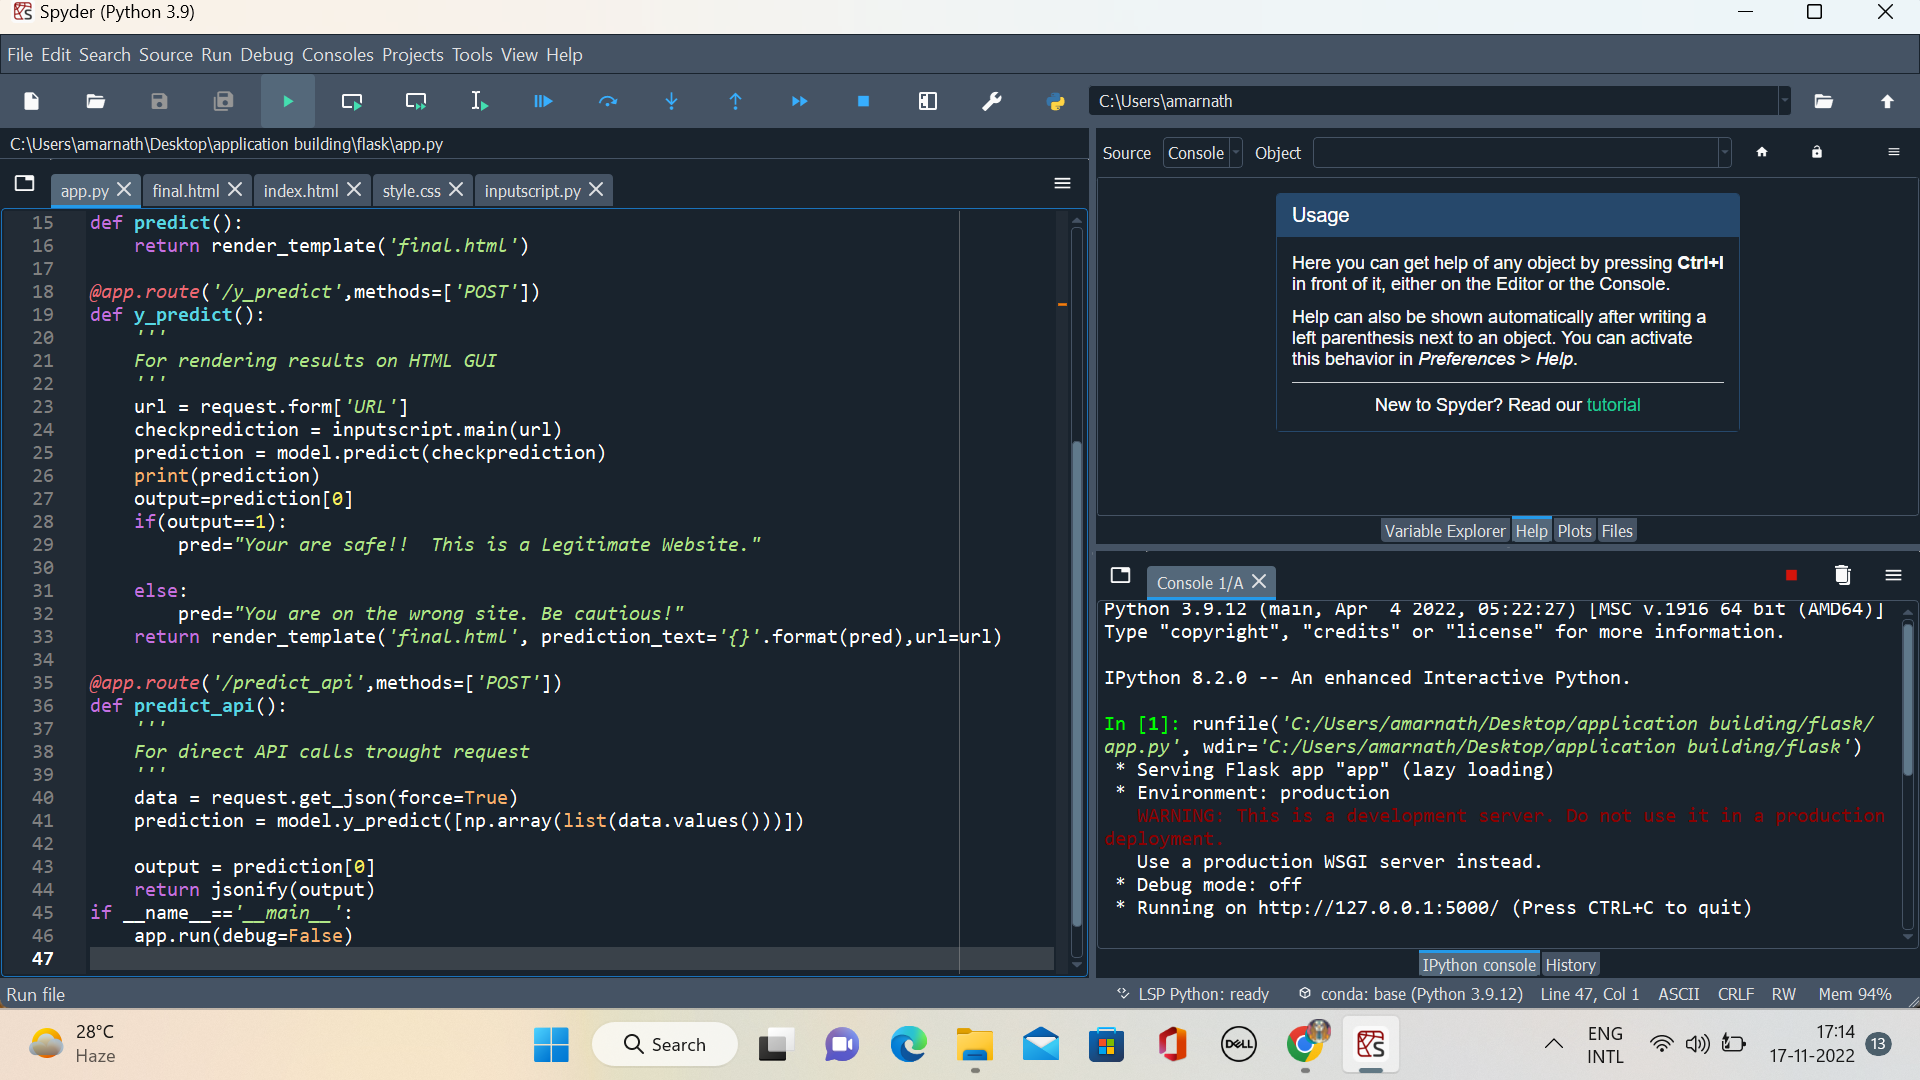 Spyder (Python 3.9)
File Edit Search Source Run Debug Consoles Projects Tools View Help
C:\Users\amarnath
C:\Users\amarnath\Desktop\application building\flask\app.py
app.py final.html index.html style.css inputscript.py
15 def predict():
16 return render_template('final.html')
17
18 @app.route('/y_predict',methods=['POST'])
19 def y_predict():
20 '''
21 For rendering results on HTML GUI
22 '''
23 url = request.form['URL']
24 checkprediction = inputscript.main(url)
25 prediction = model.predict(checkprediction)
26 print(prediction)
27 output=prediction[0]
28 if(output==1):
29 pred="Your are safe!!  This is a Legitimate Website."
30
31 else:
32 pred="You are on the wrong site. Be cautious!"
33 return render_template('final.html', prediction_text='{}'.format(pred),url=url)
34
35 @app.route('/predict_api',methods=['POST'])
36 def predict_api():
37 '''
38 For direct API calls trought request
39 '''
40 data = request.get_json(force=True)
41 prediction = model.y_predict([np.array(list(data.values()))])
42
43 output = prediction[0]
44 return jsonify(output)
45 if __name__=='__main__':
46 app.run(debug=False)
47
Source Console Object
Usage
Here you can get help of any object by pressing Ctrl+I
in front of it, either on the Editor or the Console.
Help can also be shown automatically after writing a
left parenthesis next to an object. You can activate
this behavior in Preferences > Help.
New to Spyder? Read our tutorial
Variable Explorer Help Plots Files
Console 1/A
Python 3.9.12 (main, Apr  4 2022, 05:22:27) [MSC v.1916 64 bit (AMD64)]
Type "copyright", "credits" or "license" for more information.
IPython 8.2.0 -- An enhanced Interactive Python.
In [1]: runfile('C:/Users/amarnath/Desktop/application building/flask/
app.py', wdir='C:/Users/amarnath/Desktop/application building/flask')
* Serving Flask app "app" (lazy loading)
* Environment: production
WARNING: This is a development server. Do not use it in a production
deployment.
Use a production WSGI server instead.
* Debug mode: off
* Running on http://127.0.0.1:5000/ (Press CTRL+C to quit)
IPython console History
Run file
LSP Python: ready conda: base (Python 3.9.12) Line 47, Col 1 ASCII CRLF RW Mem 94%
28°C
Haze
Search
DELL
ENG
INTL
17:14
17-11-2022
13